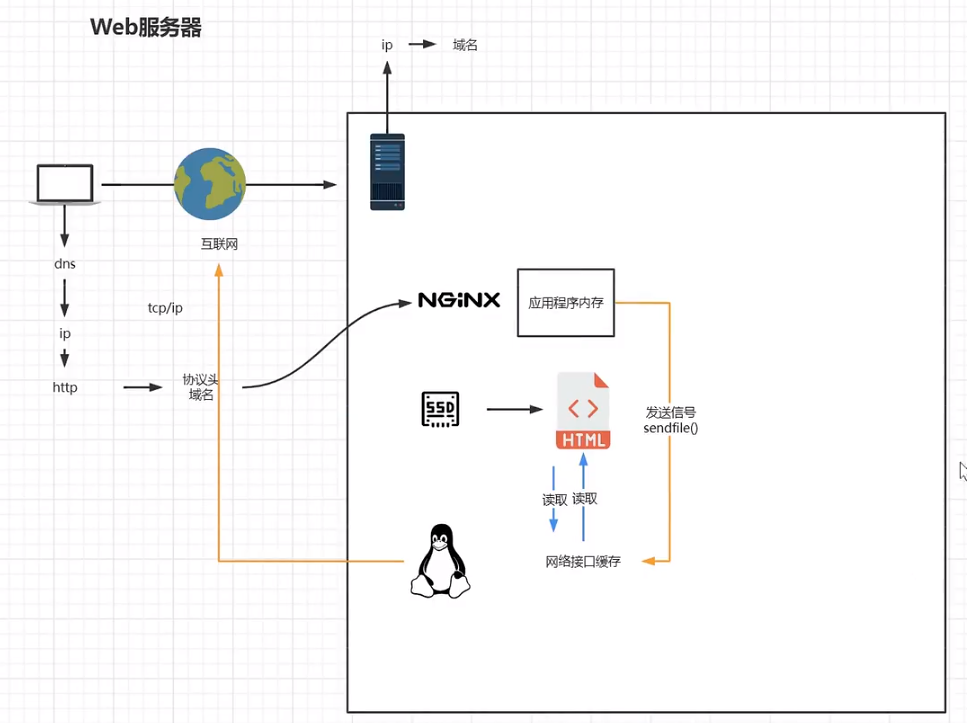 Web服务器
ip
域名
互联网
dns
tcp/ip
ip
http
协议头
域名
NGiNX
应用程序内存
SSD
HTML
发送信号
sendfile()
读取
读取
网络接口缓存